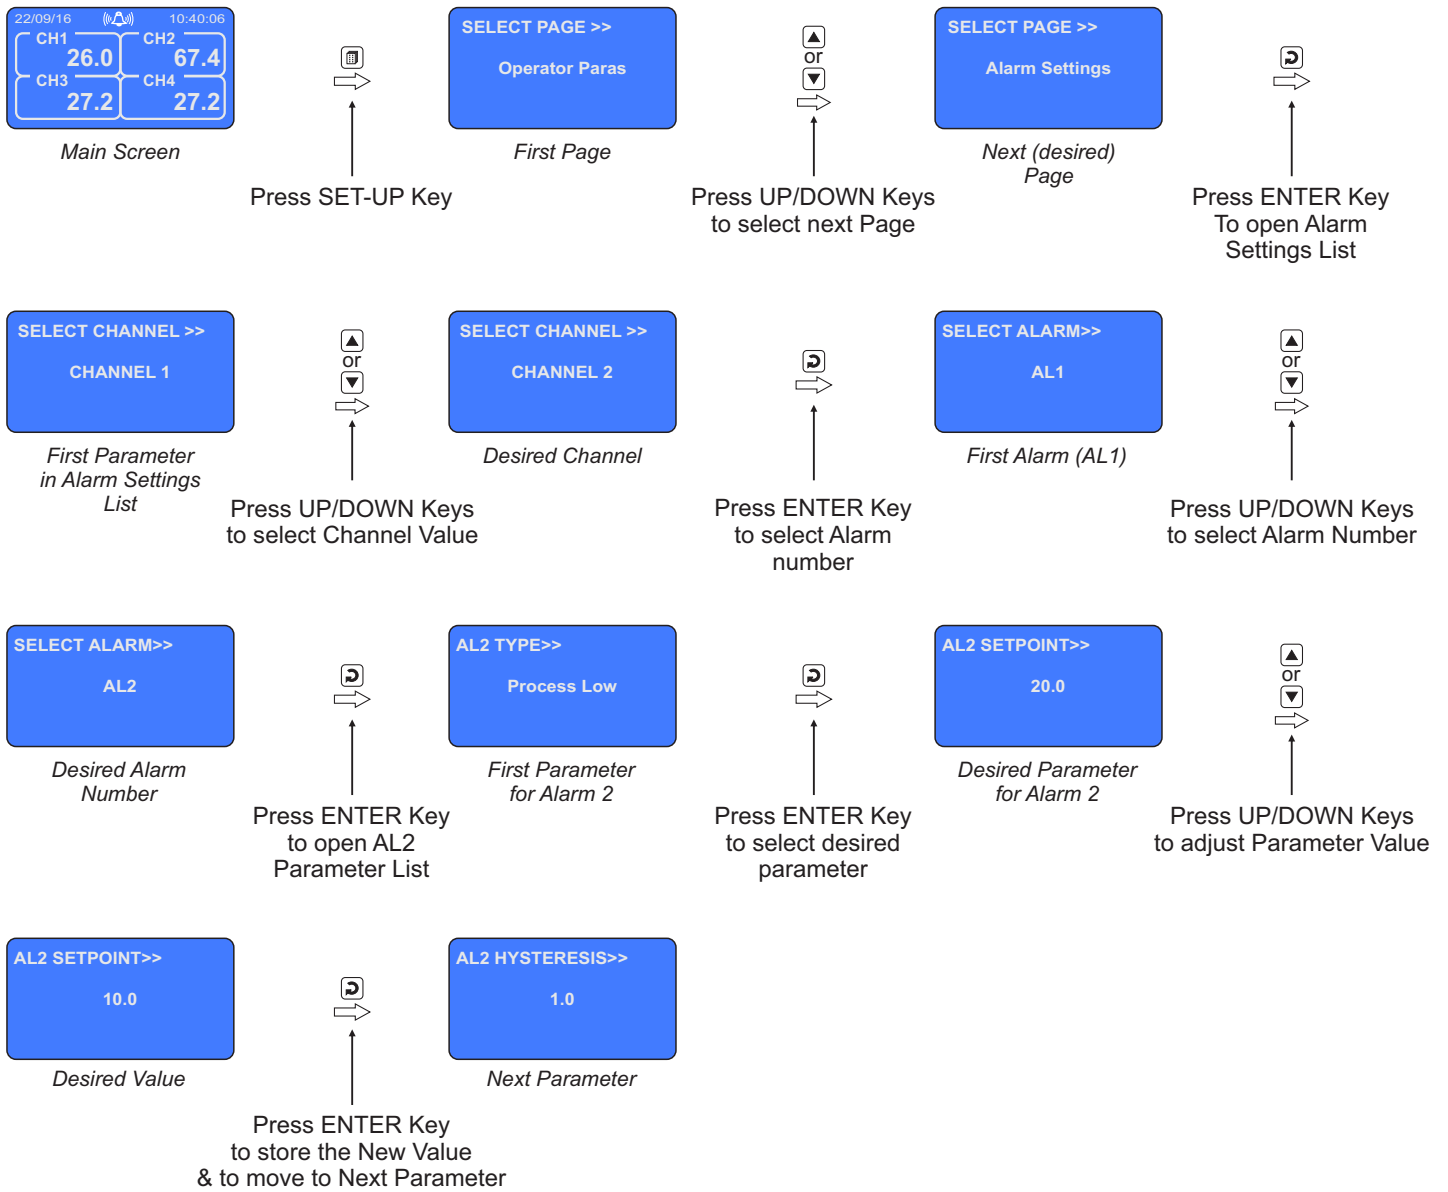 22/09/16 10:40:06
CH1 CH2
26.0 67.4
CH3 CH4
27.2 27.2
Main Screen
Press SET-UP Key
SELECT PAGE >>
Operator Paras
First Page
or
Press UP/DOWN Keys
to select next Page
SELECT PAGE >>
Alarm Settings
Next (desired)
Page
Press ENTER Key
To open Alarm
Settings List
SELECT CHANNEL >>
CHANNEL 1
First Parameter
in Alarm Settings
List
or
Press UP/DOWN Keys
to select Channel Value
SELECT CHANNEL >>
CHANNEL 2
Desired Channel
Press ENTER Key
to select Alarm
number
SELECT ALARM>>
AL1
First Alarm (AL1)
or
Press UP/DOWN Keys
to select Alarm Number
SELECT ALARM>>
AL2
Desired Alarm
Number
Press ENTER Key
to open AL2
Parameter List
AL2 TYPE>>
Process Low
First Parameter
for Alarm 2
Press ENTER Key
to select desired
parameter
AL2 SETPOINT>>
20.0
Desired Parameter
for Alarm 2
or
Press UP/DOWN Keys
to adjust Parameter Value
AL2 SETPOINT>>
10.0
Desired Value
Press ENTER Key
to store the New Value
& to move to Next Parameter
AL2 HYSTERESIS>>
1.0
Next Parameter